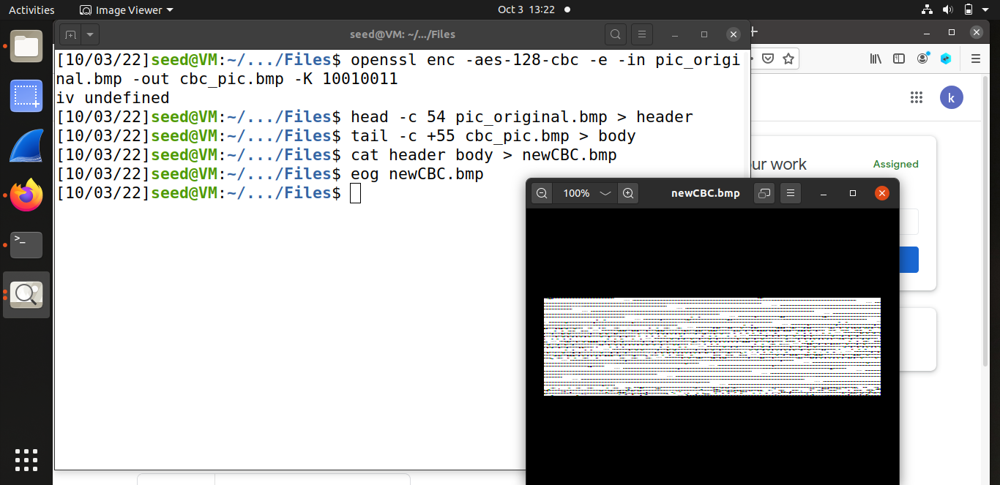 Activities
Image Viewer
Oct 3 13:22
seed@VM: ~/.../Files
[10/03/22]seed@VM:~/.../Files$ openssl enc -aes-128-cbc -e -in pic_origi
nal.bmp -out cbc_pic.bmp -K 10010011
iv undefined
[10/03/22]seed@VM:~/.../Files$ head -c 54 pic_original.bmp > header
[10/03/22]seed@VM:~/.../Files$ tail -c +55 cbc_pic.bmp > body
[10/03/22]seed@VM:~/.../Files$ cat header body > newCBC.bmp
[10/03/22]seed@VM:~/.../Files$ eog newCBC.bmp
[10/03/22]seed@VM:~/.../Files$
k
ur work
Assigned
100%
newCBC.bmp